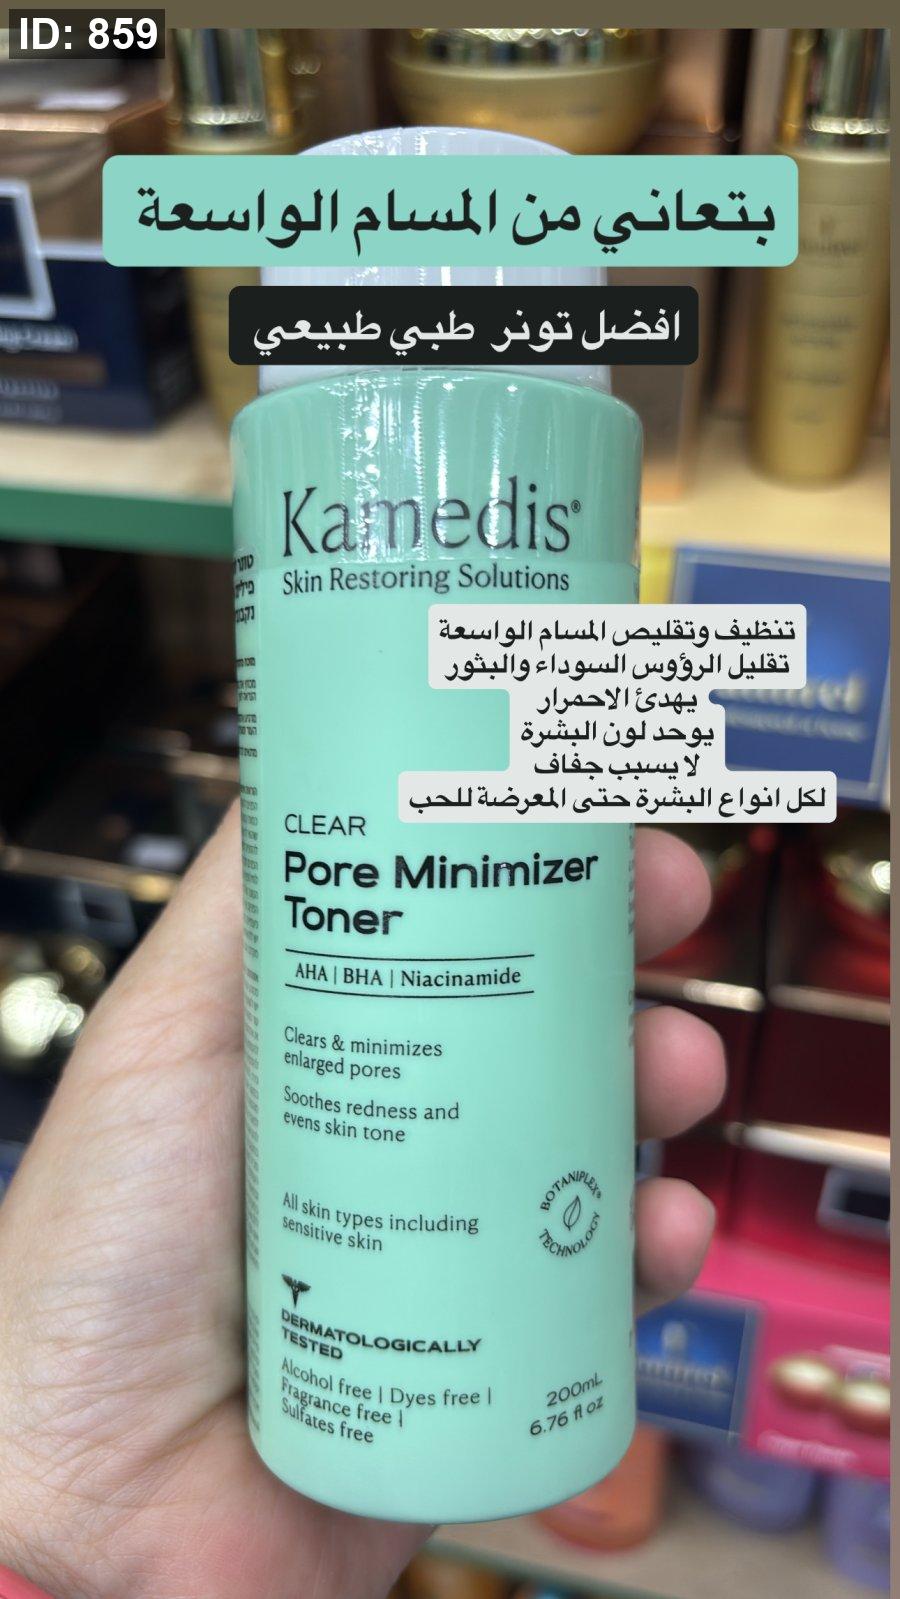 ID: 859
بتعاني من المسام الواسعة
افضل تونر طبي طبيعي
Kamedis®
Skin Restoring Solutions
تنظيف وتقليص المسام الواسعة
تقليل الرؤوس السوداء والبثور
يهدئ الاحمرار
يوحد لون البشرة
لا يسبب جفاف
لكل انواع البشرة حتى المعرضة للحب
CLEAR
Pore Minimizer
Toner
AHA | BHA | Niacinamide
Clears & minimizes
enlarged pores
Soothes redness and
evens skin tone
All skin types including
sensitive skin
BOTANIPLEX®
TECHNOLOGY
DERMATOLOGICALLY
TESTED
Alcohol free | Dyes free |
Fragrance free |
Sulfates free
200mL
6.76 fl oz